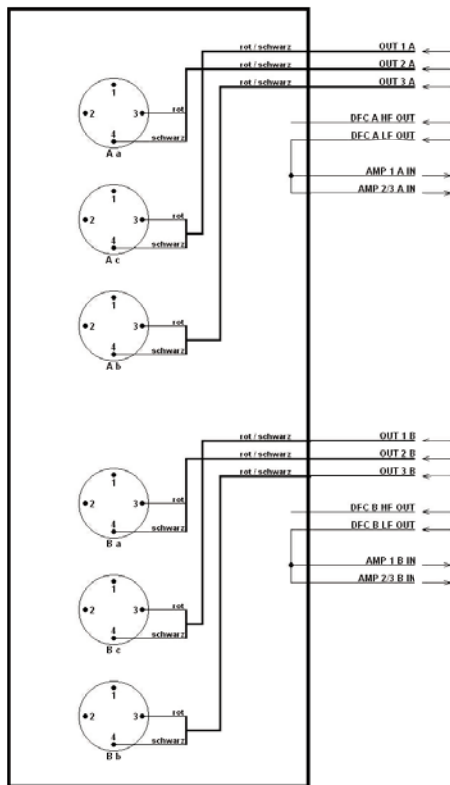 rot / schwarz OUT 1 A
rot / schwarz OUT 2 A
rot / schwarz OUT 3 A
1
2 3 rot
4 schwarz
A a
DFC A HF OUT
DFC A LF OUT
AMP 1 A IN
AMP 2/3 A IN
1
2 3 rot
4 schwarz
A c
1
2 3 rot
4 schwarz
A b
rot / schwarz OUT 1 B
rot / schwarz OUT 2 B
rot / schwarz OUT 3 B
1
2 3 rot
4 schwarz
B a
DFC B HF OUT
DFC B LF OUT
AMP 1 B IN
AMP 2/3 B IN
1
2 3 rot
4 schwarz
B c
1
2 3 rot
4 schwarz
B b